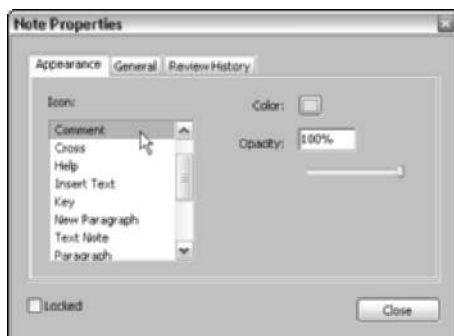 Note Properties
Appearance General Review History
Icon:
Color:
Comment
Cross
Opacity: 100%
Help
Insert Text
Key
New Paragraph
Text Note
Paragraph
Locked
Close